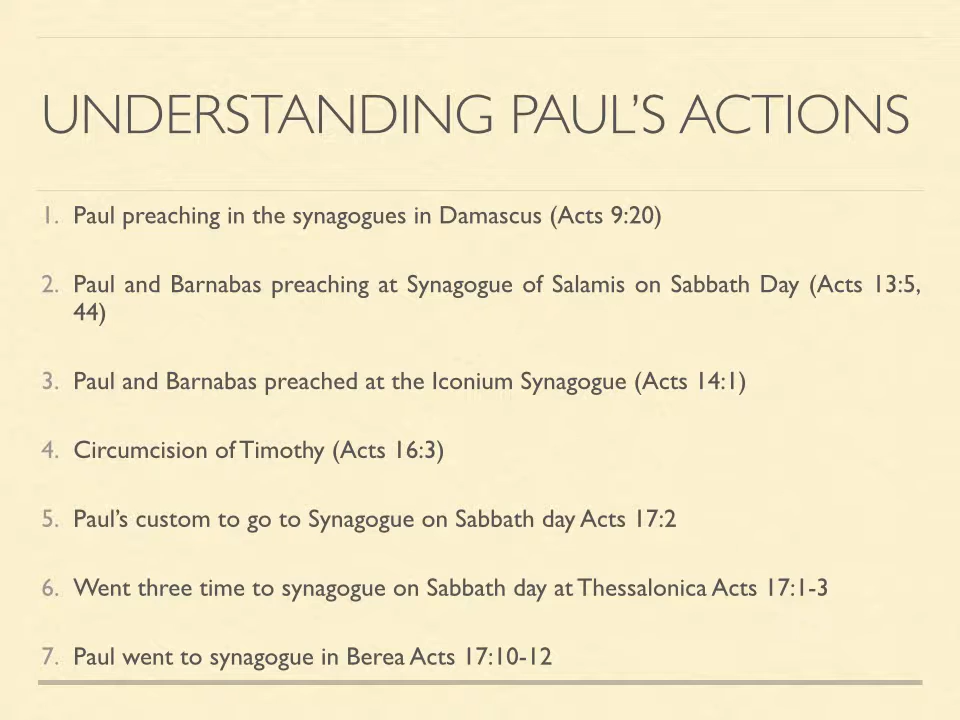 UNDERSTANDING PAUL'S ACTIONS
1. Paul preaching in the synagogues in Damascus (Acts 9:20)
2. Paul and Barnabas preaching at Synagogue of Salamis on Sabbath Day (Acts 13:5,
44)
3. Paul and Barnabas preached at the Iconium Synagogue (Acts 14:1)
4. Circumcision of Timothy (Acts 16:3)
5. Paul's custom to go to Synagogue on Sabbath day Acts 17:2
6. Went three time to synagogue on Sabbath day at Thessalonica Acts 17:1-3
7. Paul went to synagogue in Berea Acts 17:10-12